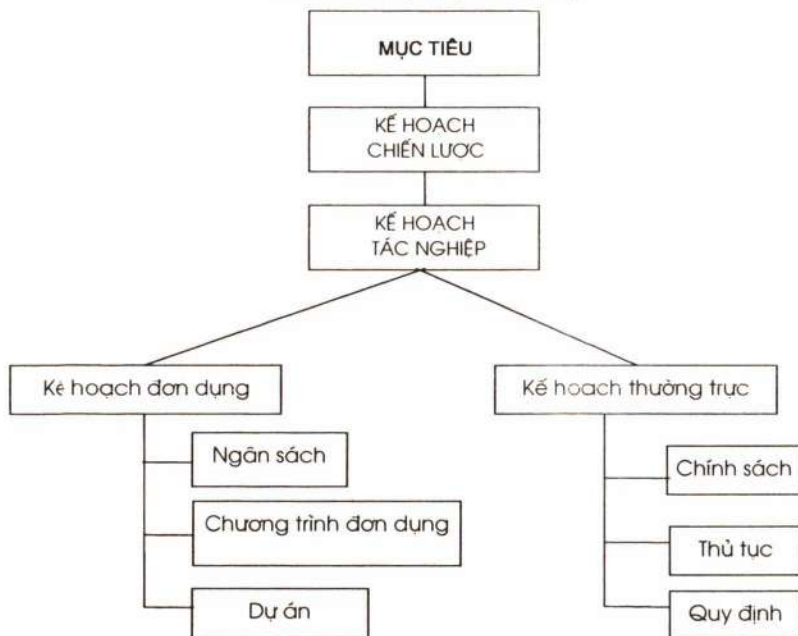 MỤC TIÊU
KẾ HOẠCH
CHIẾN LƯỢC
KẾ HOẠCH
TÁC NGHIỆP
Kế hoạch đơn dụng
Kế hoạch thường trực
Ngân sách
Chương trình đơn dụng
Dự án
Chính sách
Thủ tục
Quy định